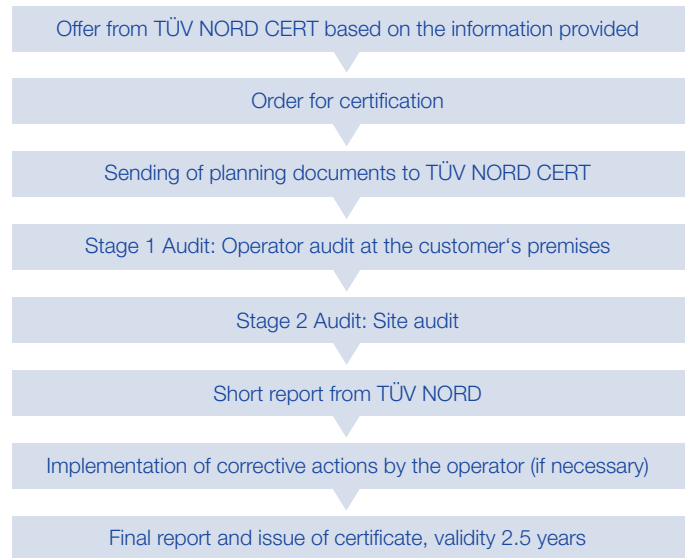 Offer from TÜV NORD CERT based on the information provided
Order for certification
Sending of planning documents to TÜV NORD CERT
Stage 1 Audit: Operator audit at the customer‘s premises
Stage 2 Audit: Site audit
Short report from TÜV NORD
Implementation of corrective actions by the operator (if necessary)
Final report and issue of certificate, validity 2.5 years